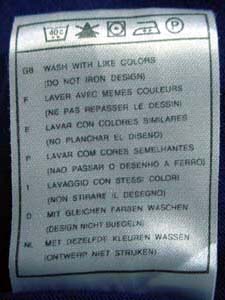 40c P
GB WASH WITH LIKE COLORS
(DO NOT IRON DESIGN)
F LAVER AVEC MEMES COULEURS
(NE PAS REPASSER LE DESSIN)
E LAVAR CON COLORES SIMILARES
(NO PLANCHAR EL DISENO)
P LAVAR COM CORES SEMELHANTES
(NAO PASSAR O DESENHO A FERRO)
I LAVAGGIO CON STESSI COLORI
(NON STIRARE IL DESEGNO)
D MIT GLEICHEN FARBEN WASCHEN
(DESIGN NICHT BUEGELN)
NL MET DEZELFDE KLEUREN WASSEN
(ONTWERP NIET STRIJKEN)